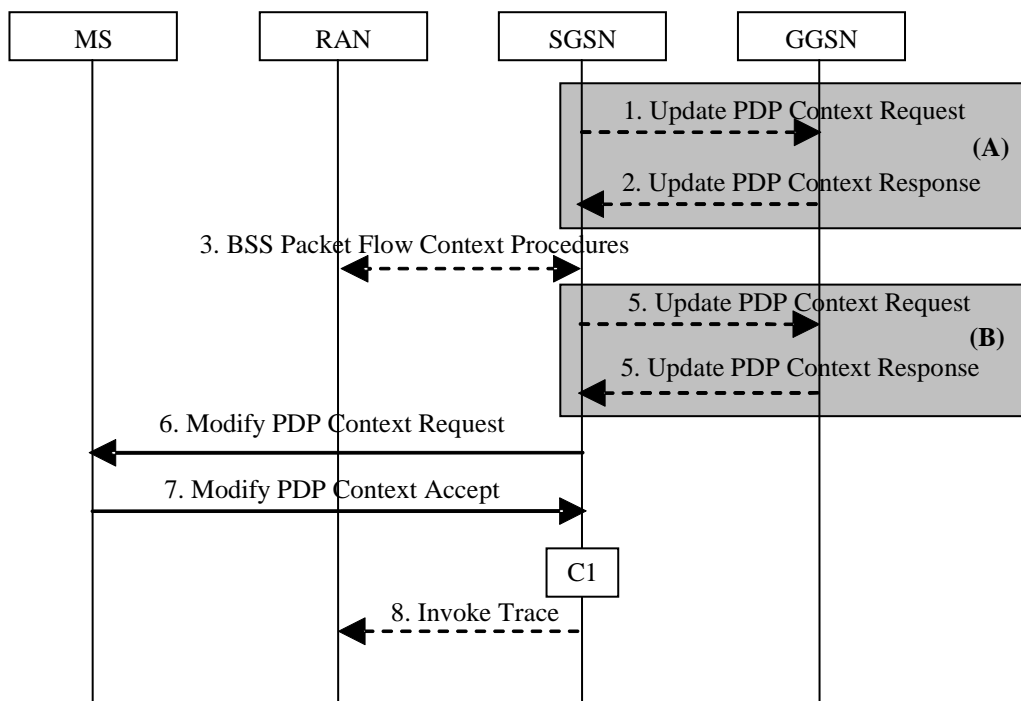 MS
RAN
SGSN
GGSN
1. Update PDP Context Request
(A)
2. Update PDP Context Response
3. BSS Packet Flow Context Procedures
5. Update PDP Context Request
(B)
5. Update PDP Context Response
6. Modify PDP Context Request
7. Modify PDP Context Accept
C1
8. Invoke Trace